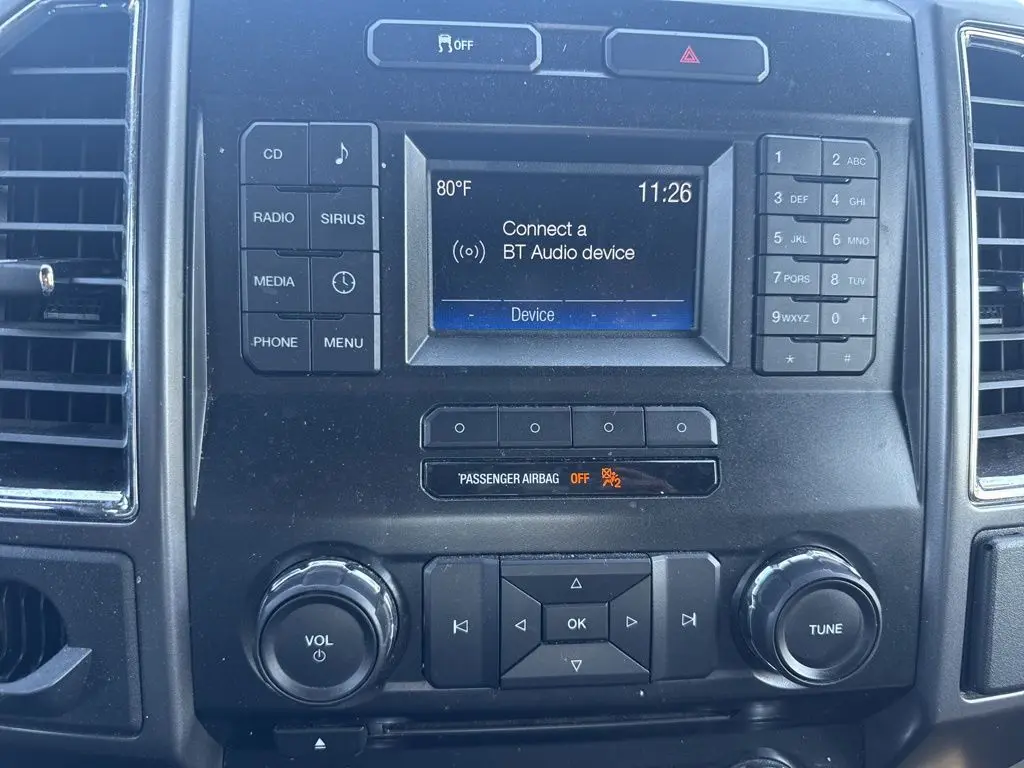 OFF
CD
RADIO
SIRIUS
MEDIA
PHONE
MENU
80°F
11:26
Connect a
BT Audio device
- Device - -
1
2 ABC
3 DEF
4 GHI
5 JKL
6 MNO
7 PQRS
8 TUV
9 WXYZ
0 +
*
#
PASSENGER AIRBAG OFF 2
VOL
OK
TUNE